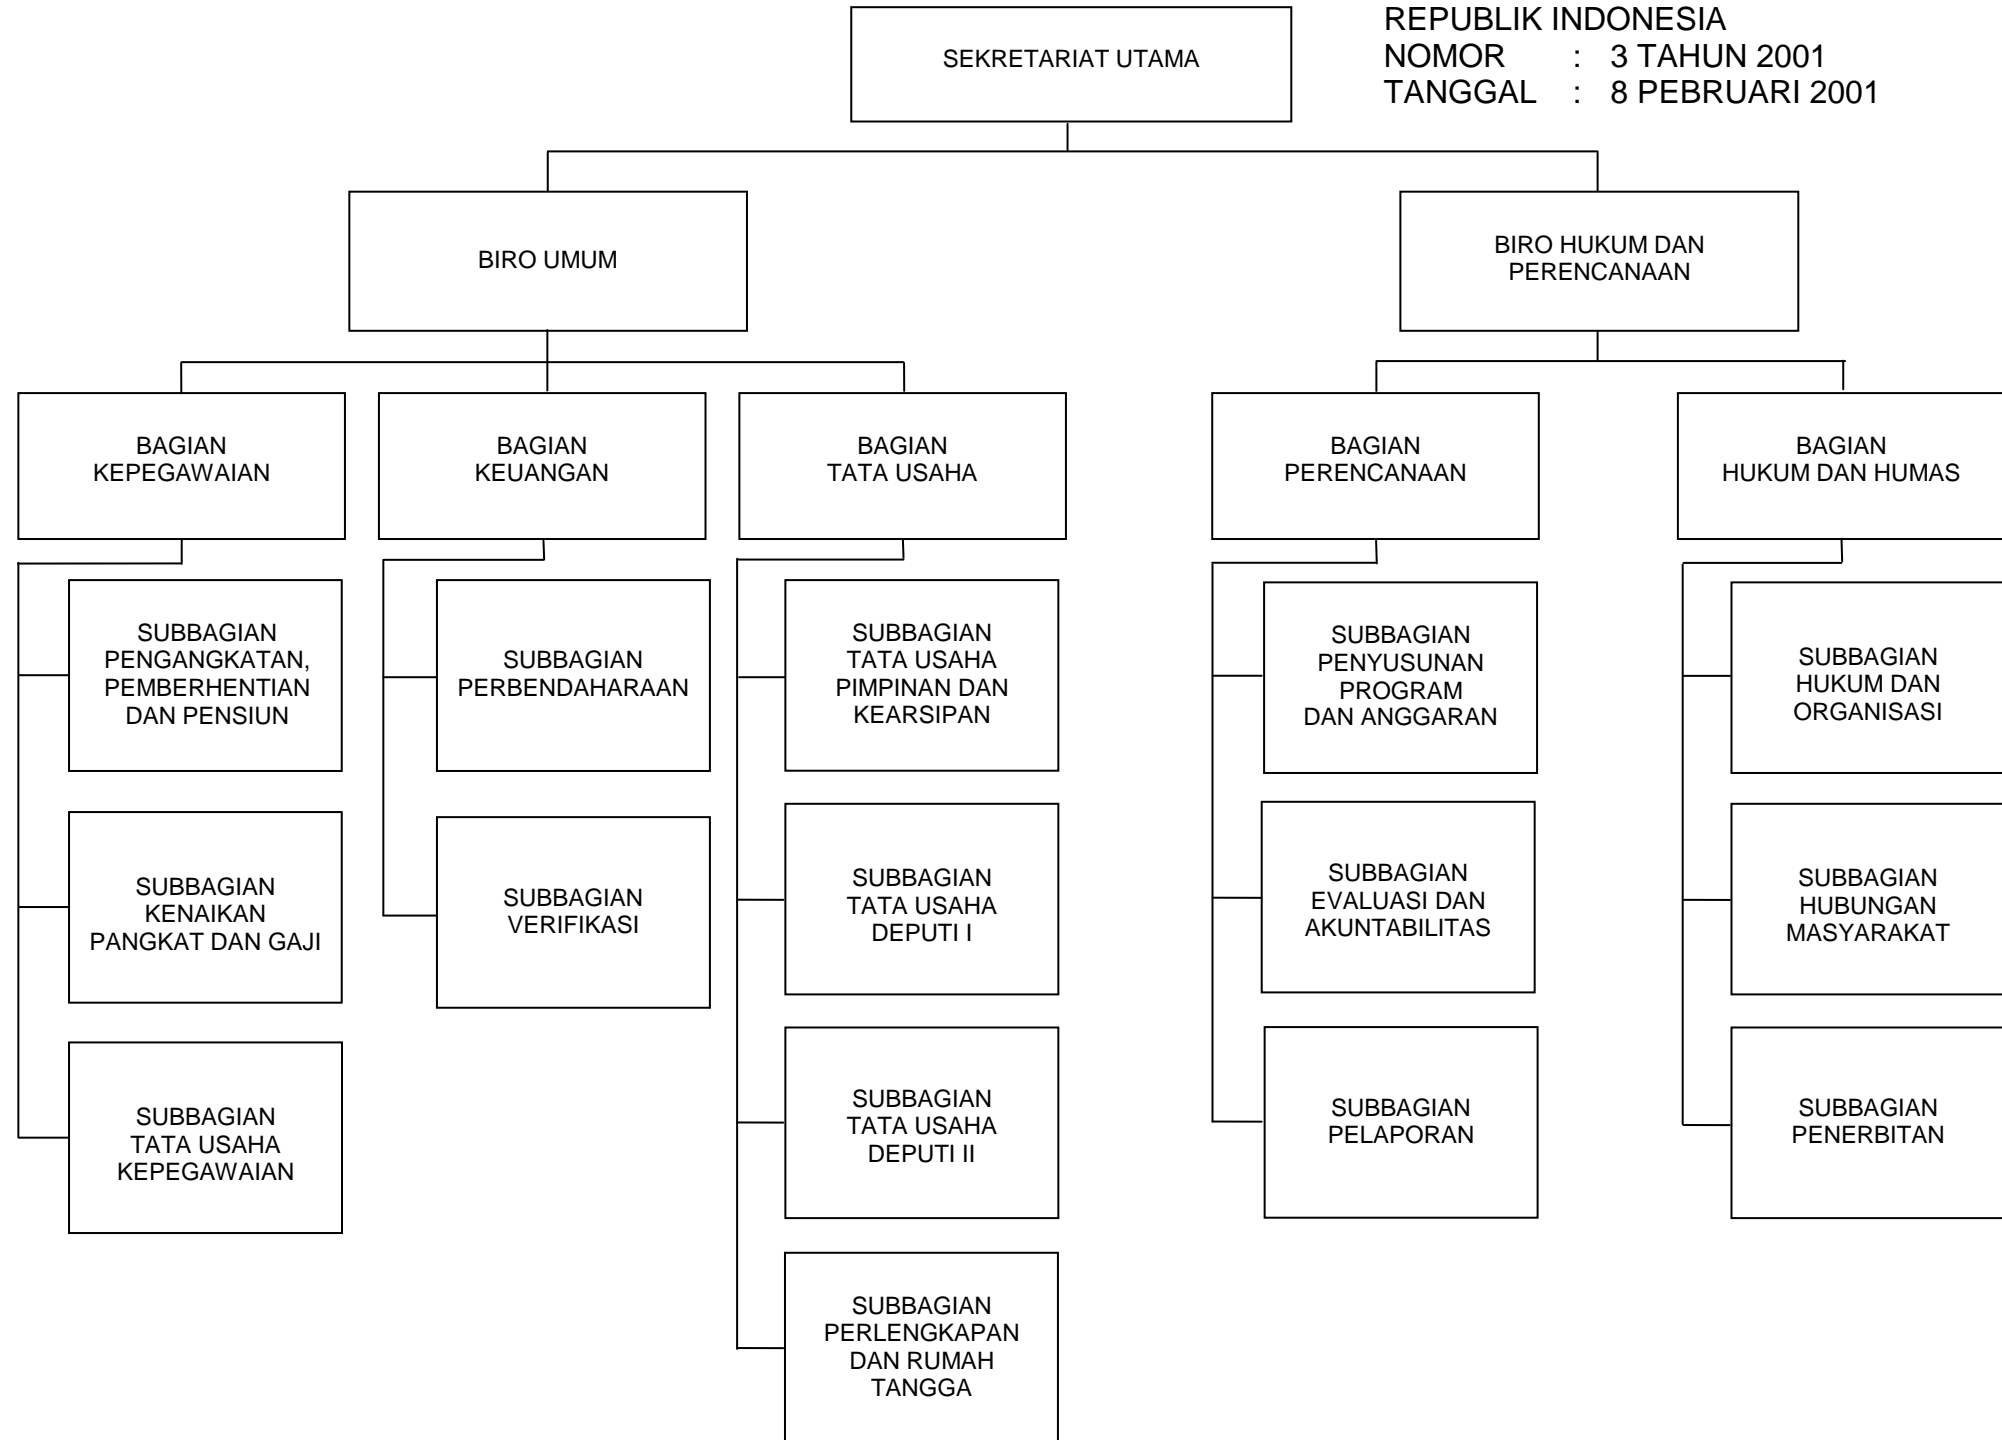 REPUBLIK INDONESIA
NOMOR : 3 TAHUN 2001
TANGGAL : 8 PEBRUARI 2001
SEKRETARIAT UTAMA
BIRO UMUM
BIRO HUKUM DAN
PERENCANAAN
BAGIAN
KEPEGAWAIAN
BAGIAN
KEUANGAN
BAGIAN
TATA USAHA
BAGIAN
PERENCANAAN
BAGIAN
HUKUM DAN HUMAS
SUBBAGIAN
PENGANGKATAN,
PEMBERHENTIAN
DAN PENSIUN
SUBBAGIAN
PERBENDAHARAAN
SUBBAGIAN
TATA USAHA
PIMPINAN DAN
KEARSIPAN
SUBBAGIAN
PENYUSUNAN
PROGRAM
DAN ANGGARAN
SUBBAGIAN
HUKUM DAN
ORGANISASI
SUBBAGIAN
KENAIKAN
PANGKAT DAN GAJI
SUBBAGIAN
VERIFIKASI
SUBBAGIAN
TATA USAHA
DEPUTI I
SUBBAGIAN
EVALUASI DAN
AKUNTABILITAS
SUBBAGIAN
HUBUNGAN
MASYARAKAT
SUBBAGIAN
TATA USAHA
KEPEGAWAIAN
SUBBAGIAN
TATA USAHA
DEPUTI II
SUBBAGIAN
PELAPORAN
SUBBAGIAN
PENERBITAN
SUBBAGIAN
PERLENGKAPAN
DAN RUMAH
TANGGA